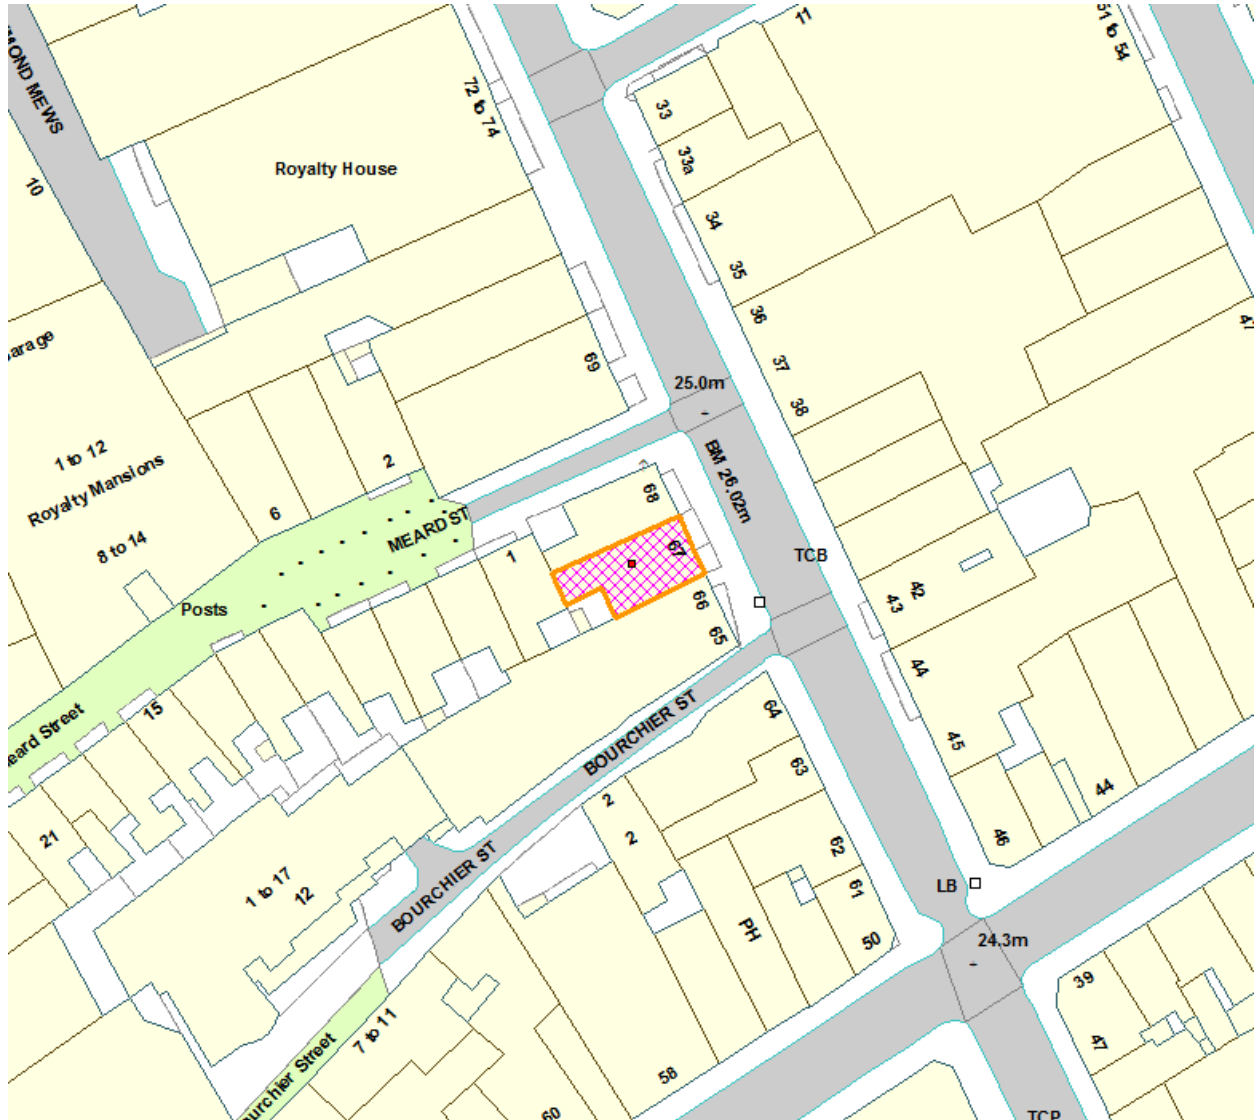 11
51 to 54
MOND MEWS
72 to 74
33
Royalty House
33a
10
34
35
36
arage
37
69
25.0m
38
47
1 to 12
Royalty Mansions
2
BM 26.02m
68
6
MEARD ST
8 to 14
67
TCB
1
Posts
66
42
43
65
44
15
eard Street
64
BOURCHIER ST
45
63
2
44
21
2
62
46
BOURCHIER ST
1 to 17
12
61
LB
PH
50
24.3m
39
7 to 11
47
urchier Street
58
60
TCP